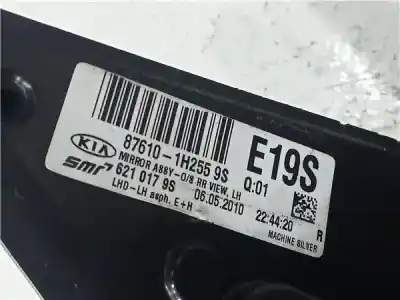 87610-1H255 9S
E19S
KIA
MIRROR ASSY-O/S RR VIEW, LH
Q:01
smr
621 017 9S
06.05.2010
22:44:20
R
LHD-LH asph. E+H
MACHINE SILVER